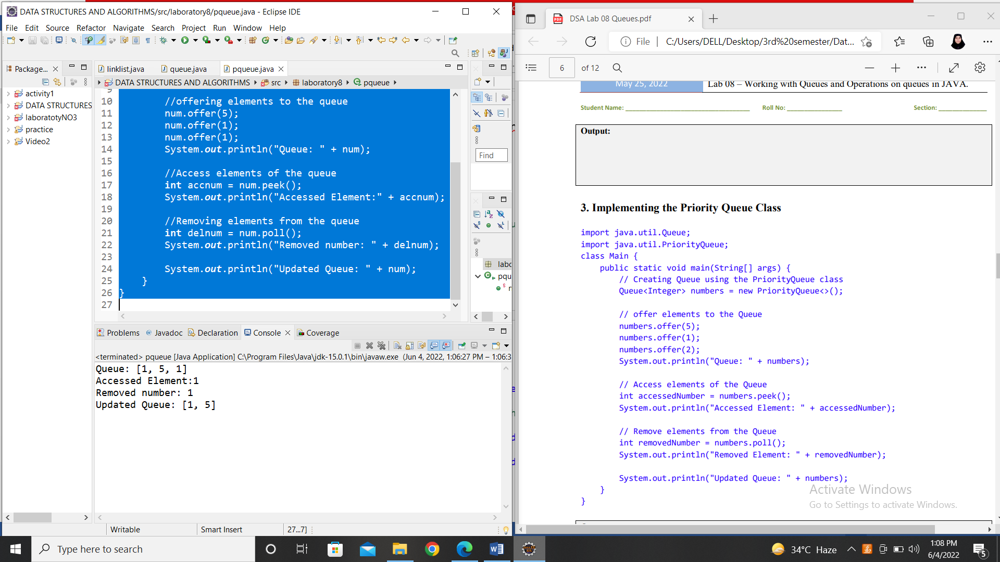 DATA STRUCTURES AND ALGORITHMS/src/laboratory8/pqueue.java - Eclipse IDE
File Edit Source Refactor Navigate Search Project Run Window Help
Package...
activity1
DATA STRUCTURES
laboratotyNO3
practice
Video2
linklist.java queue.java pqueue.java
DATA STRUCTURES AND ALGORITHMS src laboratory8 pqueue
9
10 //offering elements to the queue
11 num.offer(5);
12 num.offer(1);
13 num.offer(1);
14 System.out.println("Queue: " + num);
15
16 //Access elements of the queue
17 int accnum = num.peek();
18 System.out.println("Accessed Element:" + accnum);
19
20 //Removing elements from the queue
21 int delnum = num.poll();
22 System.out.println("Removed number: " + delnum);
23
24 System.out.println("Updated Queue: " + num);
25 }
26 }
27
Find
labo
pqu
Problems Javadoc Declaration Console Coverage
<terminated> pqueue [Java Application] C:\Program Files\Java\jdk-15.0.1\bin\javaw.exe (Jun 4, 2022, 1:06:27 PM – 1:06:3
Queue: [1, 5, 1]
Accessed Element:1
Removed number: 1
Updated Queue: [1, 5]
Writable Smart Insert 27...7]
DSA Lab 08 Queues.pdf
File C:/Users/DELL/Desktop/3rd%20semester/Dat...
6 of 12
May 25, 2022 Lab 08 – Working with Queues and Operations on queues in JAVA.
Student Name: Roll No: Section:
Output:
3. Implementing the Priority Queue Class
import java.util.Queue;
import java.util.PriorityQueue;
class Main {
public static void main(String[] args) {
// Creating Queue using the PriorityQueue class
Queue<Integer> numbers = new PriorityQueue<>();
// offer elements to the Queue
numbers.offer(5);
numbers.offer(1);
numbers.offer(2);
System.out.println("Queue: " + numbers);
// Access elements of the Queue
int accessedNumber = numbers.peek();
System.out.println("Accessed Element: " + accessedNumber);
// Remove elements from the Queue
int removedNumber = numbers.poll();
System.out.println("Removed Element: " + removedNumber);
System.out.println("Updated Queue: " + numbers);
}
}
Activate Windows
Go to Settings to activate Windows.
Type here to search
34°C Haze
1:08 PM
6/4/2022
5